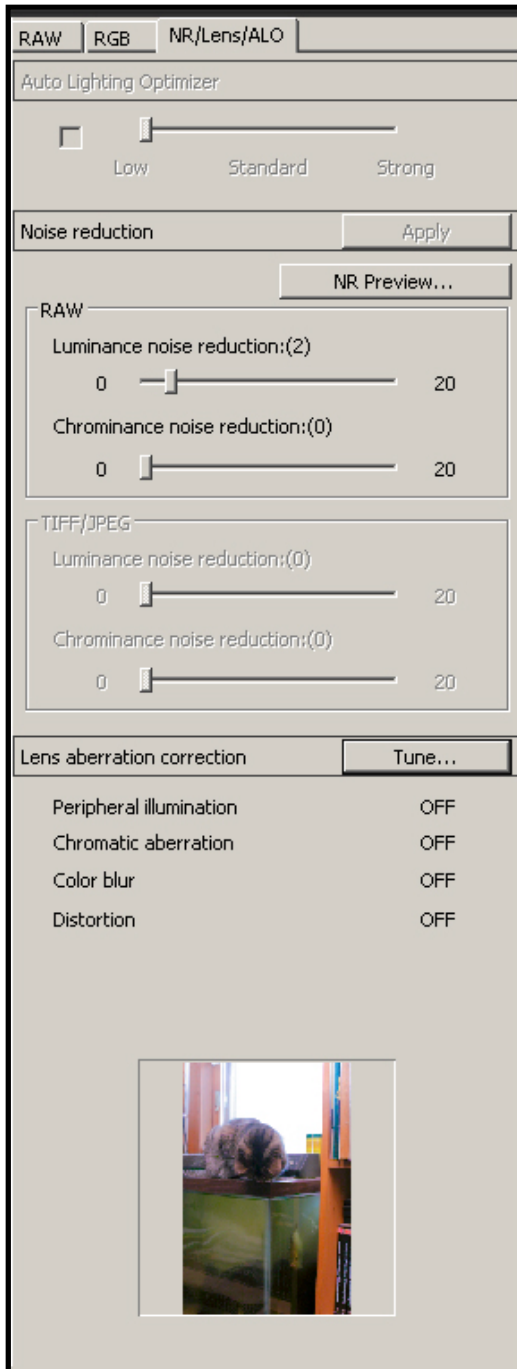 RAW RGB NR/Lens/ALO
Auto Lighting Optimizer
Low Standard Strong
Noise reduction Apply
NR Preview...
RAW
Luminance noise reduction:(2)
0 20
Chrominance noise reduction:(0)
0 20
TIFF/JPEG
Luminance noise reduction:(0)
0 20
Chrominance noise reduction:(0)
0 20
Lens aberration correction Tune...
Peripheral illumination OFF
Chromatic aberration OFF
Color blur OFF
Distortion OFF